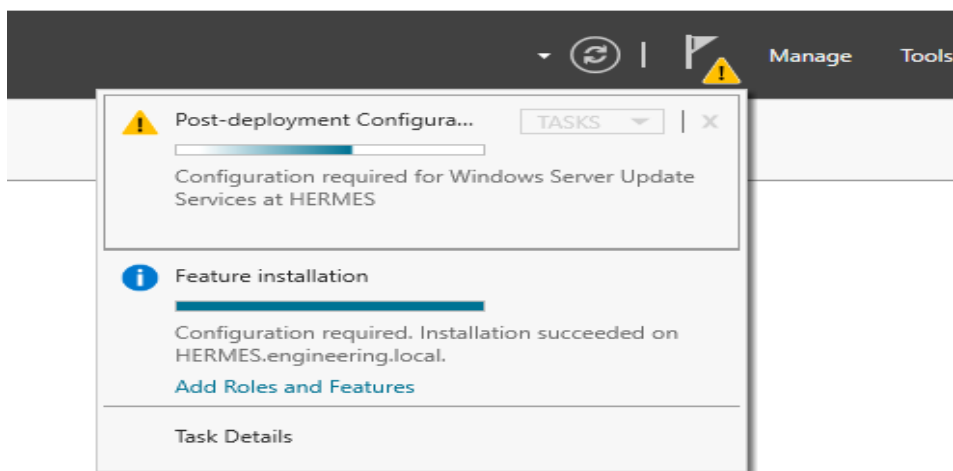 Manage Tools
Post-deployment Configura... TASKS
Configuration required for Windows Server Update
Services at HERMES
Feature installation
Configuration required. Installation succeeded on
HERMES.engineering.local.
Add Roles and Features
Task Details